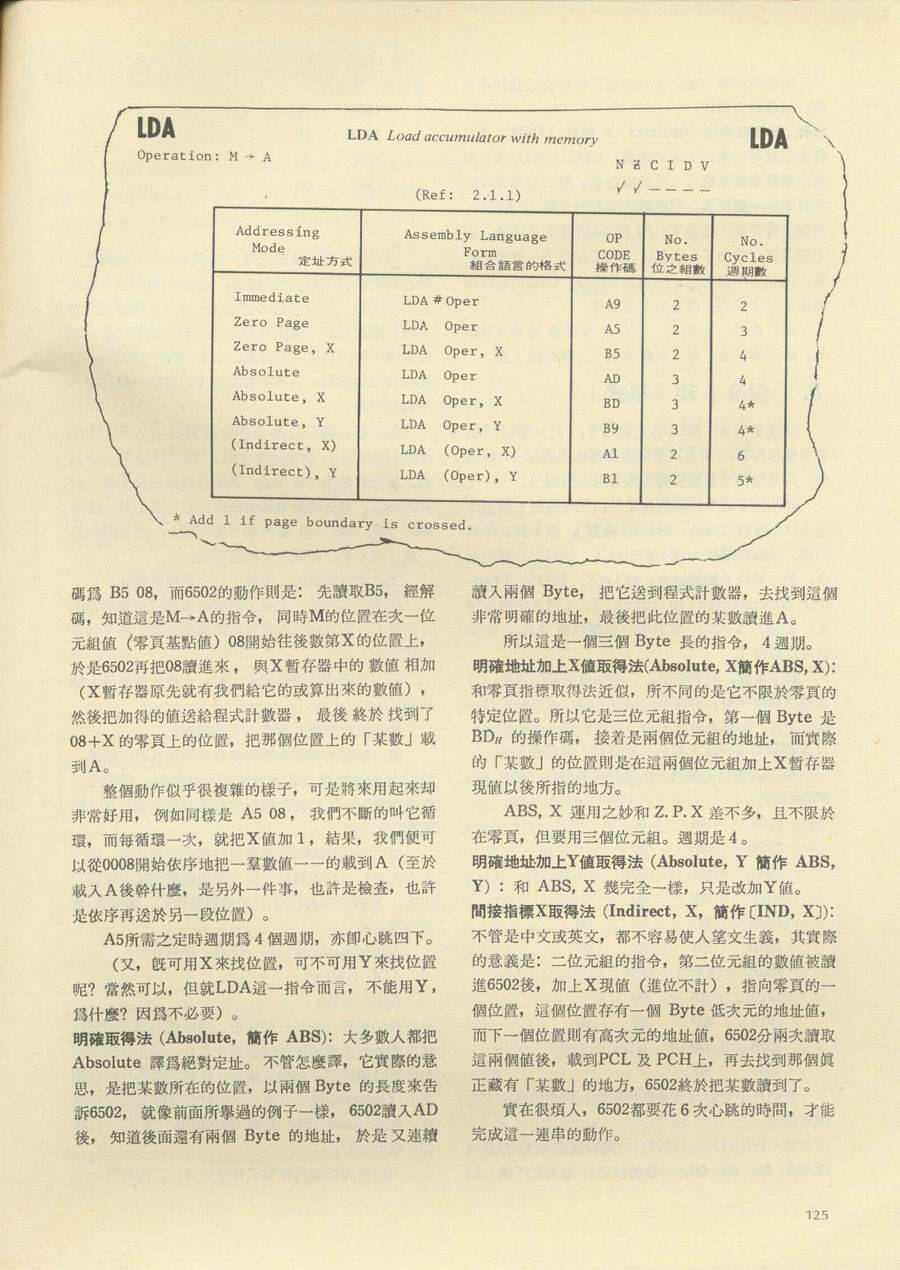 LDA
LDA Load accumulator with memory
LDA
Operation: M → A
N Z C I D V
(Ref: 2.1.1)
√ √ – – – –
Addressing Mode 定址方式 Assembly Language Form 組合語言的格式 OP CODE 操作碼 No. Bytes 位之組數 No. Cycles 週期數
Immediate LDA # Oper A9 2 2
Zero Page LDA Oper A5 2 3
Zero Page, X LDA Oper, X B5 2 4
Absolute LDA Oper AD 3 4
Absolute, X LDA Oper, X BD 3 4*
Absolute, Y LDA Oper, Y B9 3 4*
(Indirect, X) LDA (Oper, X) A1 2 6
(Indirect), Y LDA (Oper), Y B1 2 5*
* Add 1 if page boundary is crossed.
碼爲 B5 08，而6502的動作則是： 先讀取B5， 經解
碼，知道這是M→A的指令， 同時M的位置在次一位
元組值（零頁基點值）08開始往後數第X的位置上，
於是6502再把08讀進來， 與X暫存器中的 數值 相加
（X暫存器原先就有我們給它的或算出來的數值），
然後把加得的值送給程式計數器， 最後 終於 找到了
08＋X的零頁上的位置，把那個位置上的「某數」載
到A。
整個動作似乎很複雜的樣子，可是將來用起來却
非常好用， 例如同樣是 A5 08， 我們不斷的叫它循
環，而每循環一次，就把X值加 1，結果，我們便可
以從0008開始依序地把一羣數值一一的載到A（至於
載入A後幹什麼，是另外一件事，也許是檢查，也許
是依序再送於另一段位置）。
A5所需之定時週期爲 4 個週期，亦卽心跳四下。
（又，旣可用X來找位置，可不可用Y來找位置
呢？當然可以，但就LDA這一指令而言， 不能用Y，
爲什麼？因爲不必要）。
明確取得法 (Absolute，簡作 ABS)：大多數人都把
Absolute 譯爲絕對定址。 不管怎麼譯，它實際的意
思，是把某數所在的位置，以兩個 Byte 的長度來告
訴6502， 就像前面所擧過的例子一樣， 6502讀入AD
後， 知道後面還有兩個 Byte 的地址， 於是 又連續
讀入兩個 Byte， 把它送到程式計數器，去找到這個
非常明確的地址，最後把此位置的某數讀進A。
所以這是一個三個 Byte 長的指令， 4 週期。
明確地址加上X値取得法(Absolute, X簡作ABS, X)：
和零頁指標取得法近似，所不同的是它不限於零頁的
特定位置。所以它是三位元組指令，第一個 Byte 是
BDH 的操作碼， 接着是兩個位元組的地址， 而實際
的「某數」的位置則是在這兩個位元組加上X暫存器
現值以後所指的地方。
ABS, X 運用之妙和 Z. P. X 差不多，且不限於
在零頁，但要用三個位元組。週期是 4 。
明確地址加上Y値取得法 (Absolute, Y 簡作 ABS,
Y)：和 ABS, X 幾完全一樣，只是改加Y值。
間接指標X取得法 (Indirect, X, 簡作〔IND, X〕)：
不管是中文或英文，都不容易使人望文生義，其實際
的意義是：二位元組的指令，第二位元組的數值被讀
進6502後，加上X現值（進位不計），指向零頁的一
個位置，這個位置存有一個 Byte 低次元的地址値，
而下一個位置則有高次元的地址値，6502分兩次讀取
這兩個値後，載到PCL 及 PCH上，再去找到那個眞
正藏有「某數」的地方，6502終於把某數讀到了。
實在很煩人，6502都要花 6 次心跳的時間，才能
完成這一連串的動作。
125